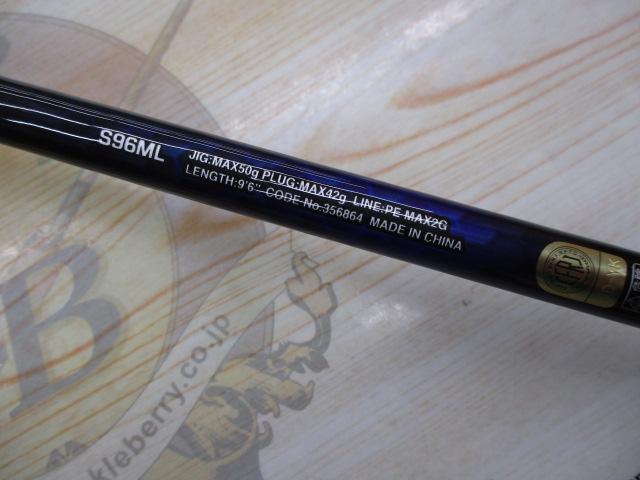 S96ML
JIG:MAX50g PLUG:MAX42g LINE:PE MAX2G
LENGTH:9'6" CODE No.356864 MADE IN CHINA
B
kleberry.co.jp